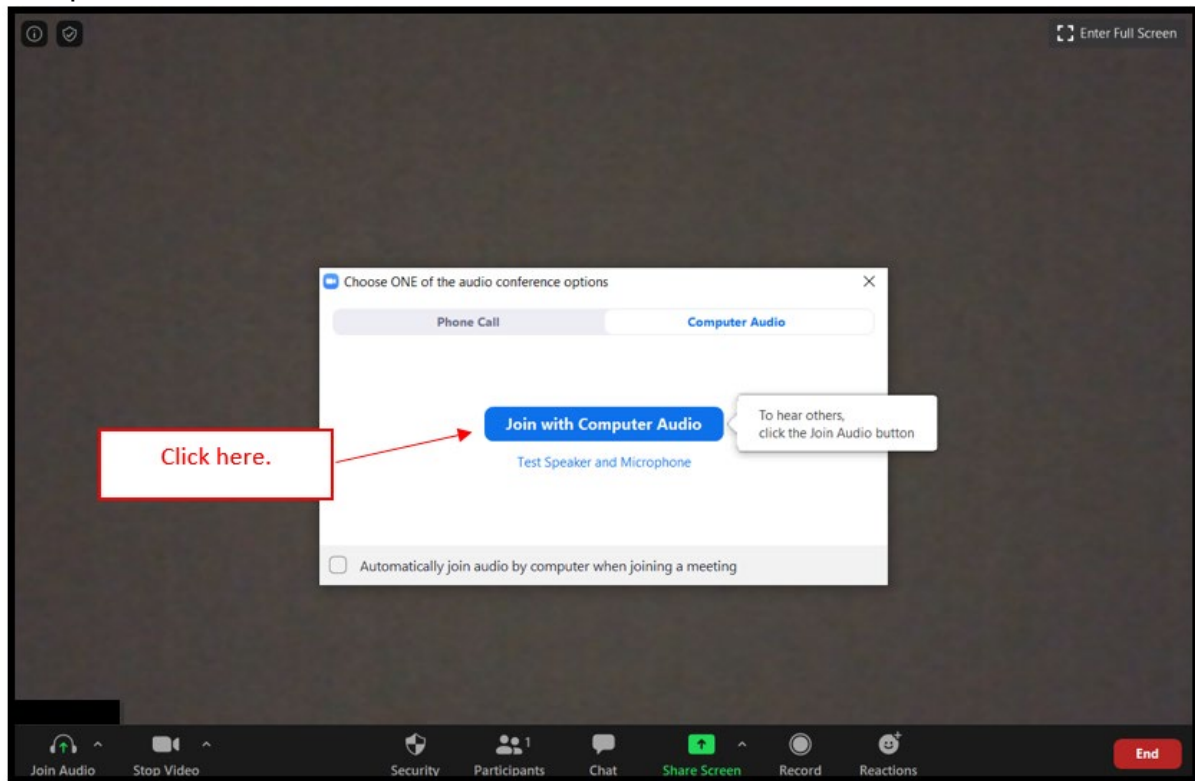 Enter Full Screen
Choose ONE of the audio conference options
Phone Call
Computer Audio
Join with Computer Audio
To hear others,
click the Join Audio button
Click here.
Test Speaker and Microphone
Automatically join audio by computer when joining a meeting
1
Join Audio
Stop Video
Security
Participants
Chat
Share Screen
Record
Reactions
End